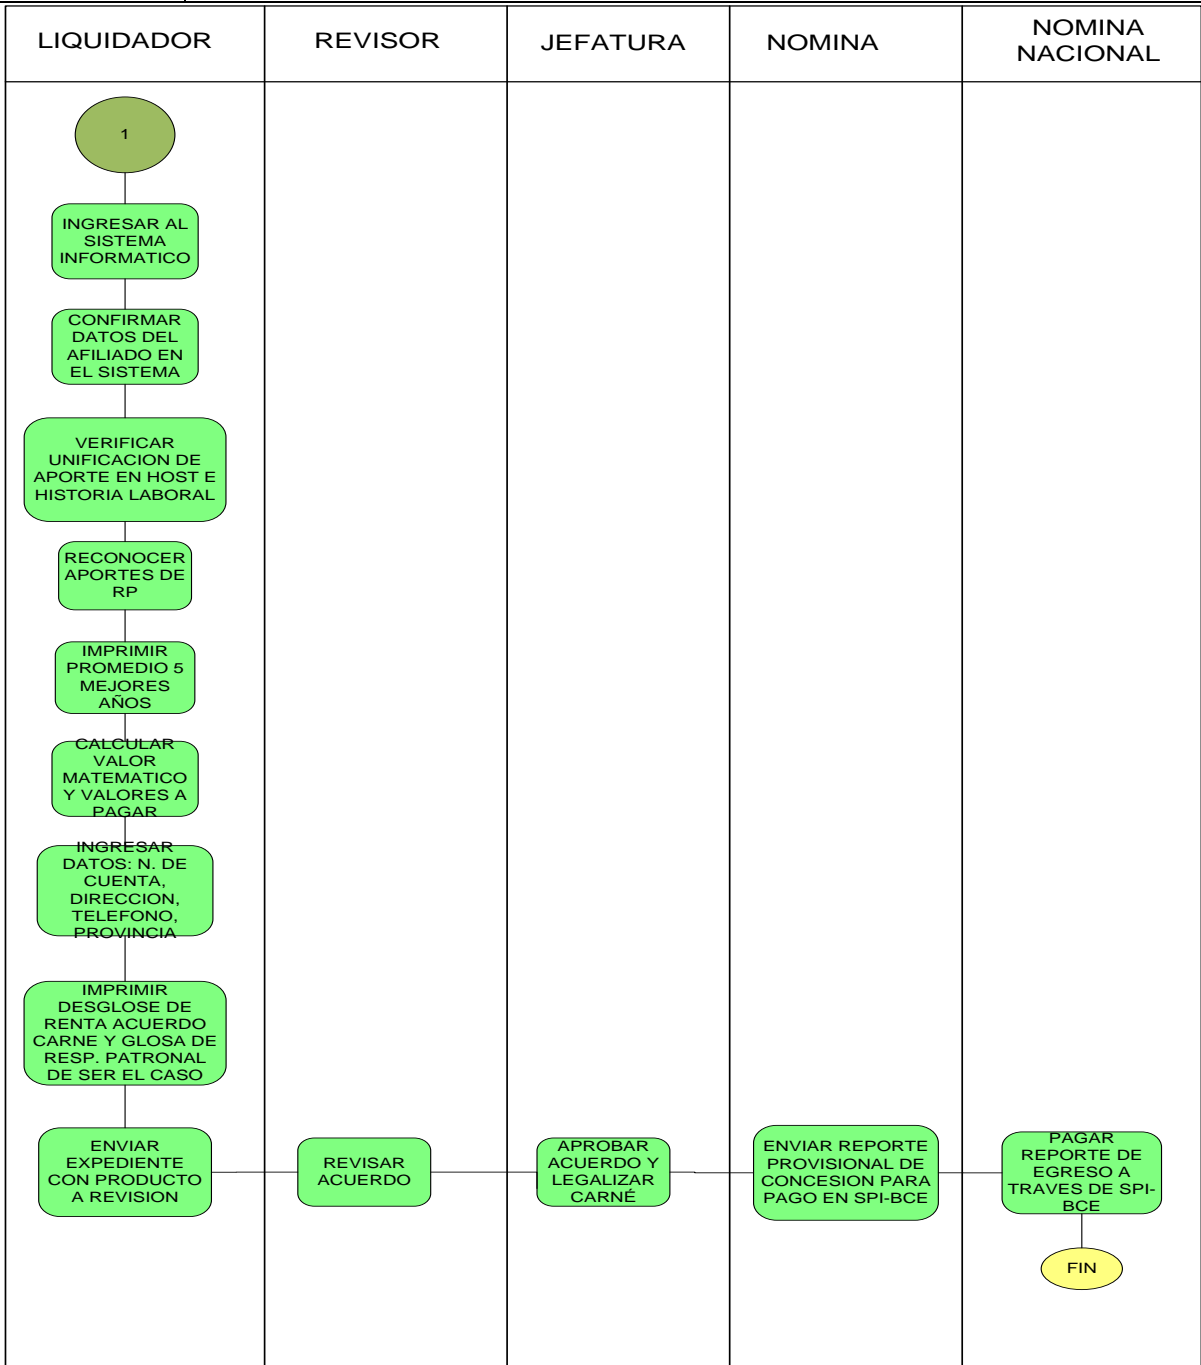 LIQUIDADOR
REVISOR
JEFATURA
NOMINA
NOMINA
NACIONAL
1
INGRESAR AL
SISTEMA
INFORMATICO
CONFIRMAR
DATOS DEL
AFILIADO EN
EL SISTEMA
VERIFICAR
UNIFICACION DE
APORTE EN HOST E
HISTORIA LABORAL
RECONOCER
APORTES DE
RP
IMPRIMIR
PROMEDIO 5
MEJORES
AÑOS
CALCULAR
VALOR
MATEMATICO
Y VALORES A
PAGAR
INGRESAR
DATOS: N. DE
CUENTA,
DIRECCION,
TELEFONO,
PROVINCIA
IMPRIMIR
DESGLOSE DE
RENTA ACUERDO
CARNE Y GLOSA DE
RESP. PATRONAL
DE SER EL CASO
ENVIAR
EXPEDIENTE
CON PRODUCTO
A REVISION
REVISAR
ACUERDO
APROBAR
ACUERDO Y
LEGALIZAR
CARNÉ
ENVIAR REPORTE
PROVISIONAL DE
CONCESION PARA
PAGO EN SPI-BCE
PAGAR
REPORTE DE
EGRESO A
TRAVES DE SPI-
BCE
FIN